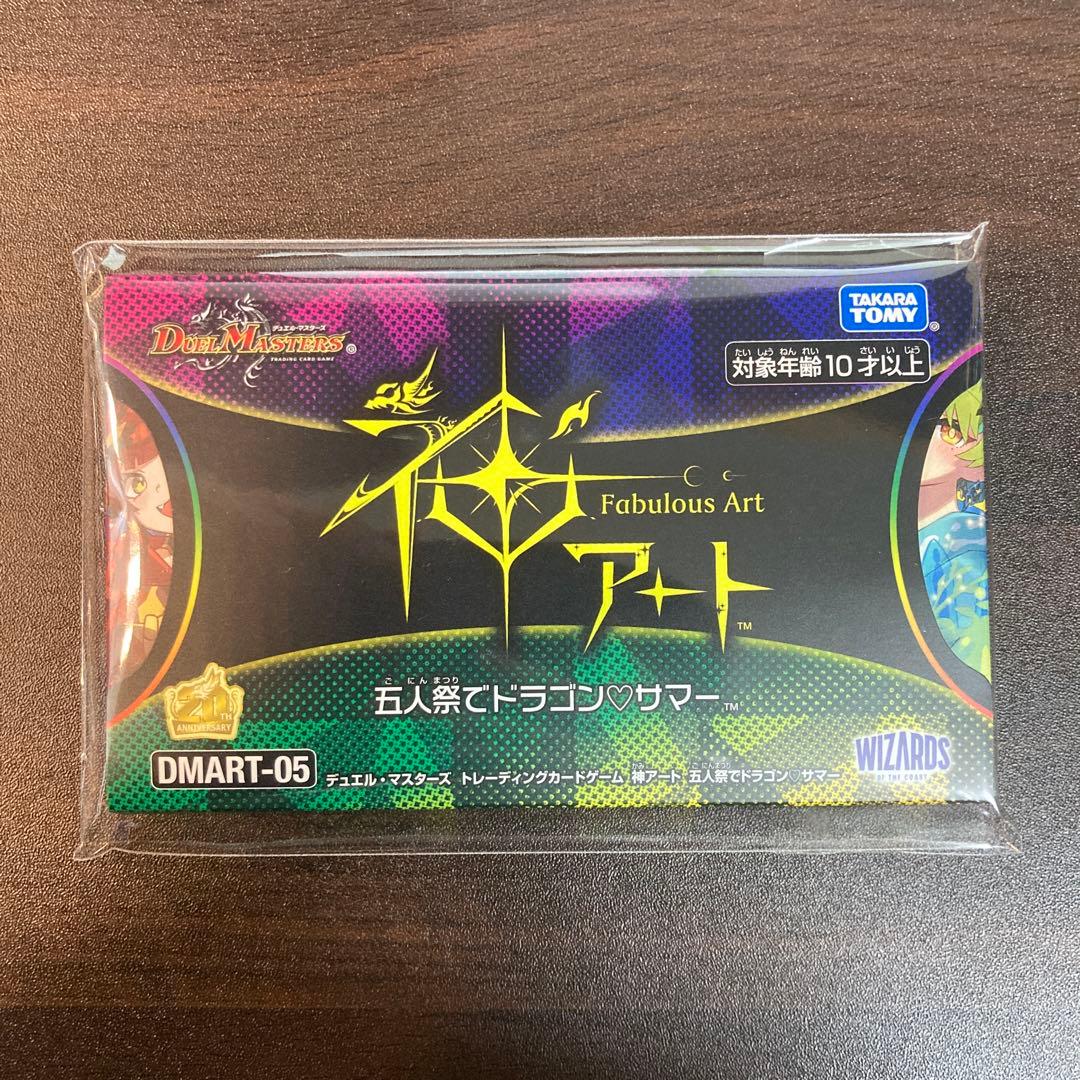 デュエル・マスターズ
DUEL MASTERS ®
TRADING CARD GAME
TAKARA
TOMY ®
たいしょうねんれい さいいじょう
対象年齢10才以上
神
Fabulous Art
アート™
ごにんまつり
五人祭でドラゴン♡サマー™
20TH
ANNIVERSARY
DMART-05
かみ ごにんまつり
デュエル・マスターズ トレーディングカードゲーム 神アート 五人祭でドラゴン♡サマー
WIZARDS
OF THE COAST